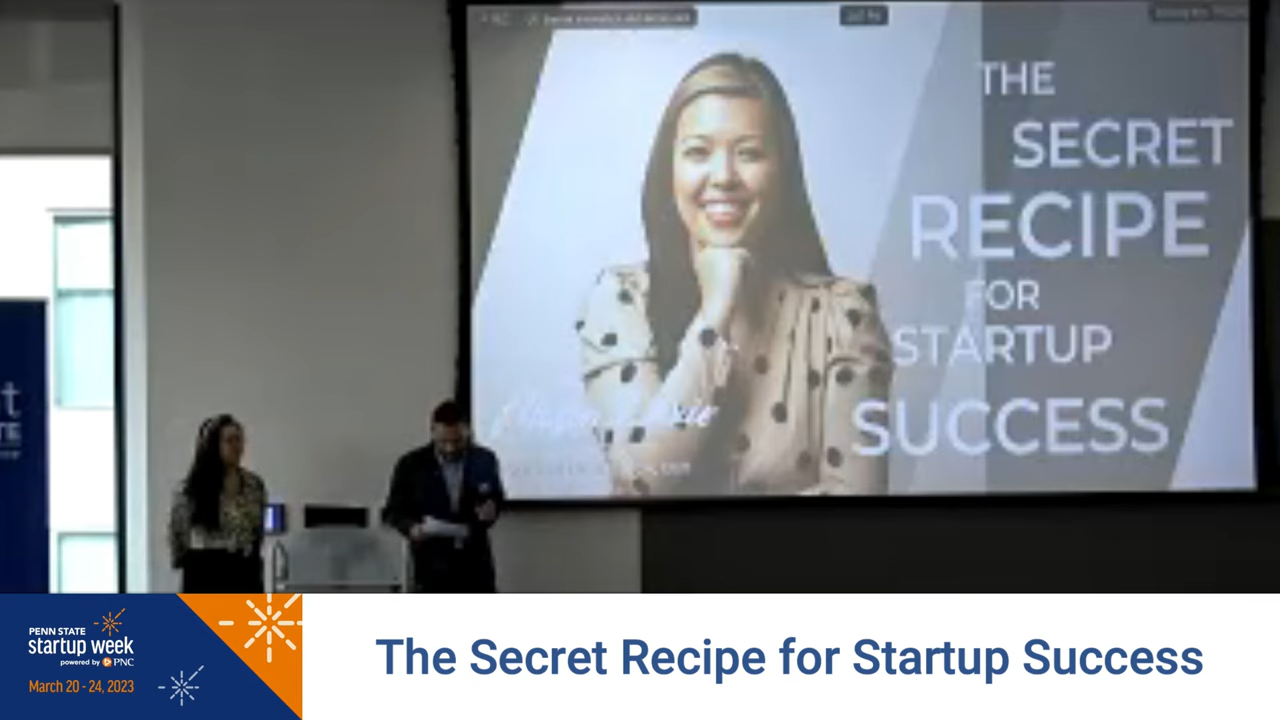 THE
SECRET
RECIPE
FOR
STARTUP
SUCCESS
PENN STATE
startup week
powered by PNC
March 20 - 24, 2023
The Secret Recipe for Startup Success